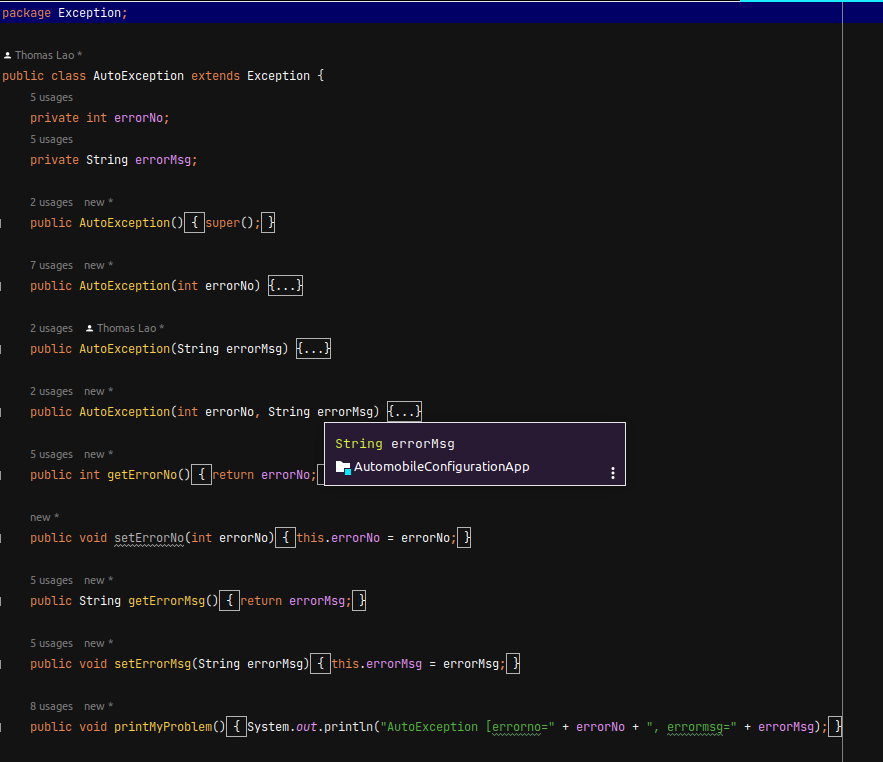 package Exception;
Thomas Lao *
public class AutoException extends Exception {
5 usages
private int errorNo;
5 usages
private String errorMsg;
2 usages new *
public AutoException() { super(); }
7 usages new *
public AutoException(int errorNo) {...}
2 usages Thomas Lao *
public AutoException(String errorMsg) {...}
2 usages new *
public AutoException(int errorNo, String errorMsg) {...}
String errorMsg
AutomobileConfigurationApp
5 usages new *
public int getErrorNo() { return errorNo;
new *
public void setErrorNo(int errorNo) { this.errorNo = errorNo; }
5 usages new *
public String getErrorMsg() { return errorMsg; }
5 usages new *
public void setErrorMsg(String errorMsg) { this.errorMsg = errorMsg; }
8 usages new *
public void printMyProblem() { System.out.println("AutoException [errorno=" + errorNo + ", errormsg=" + errorMsg); }